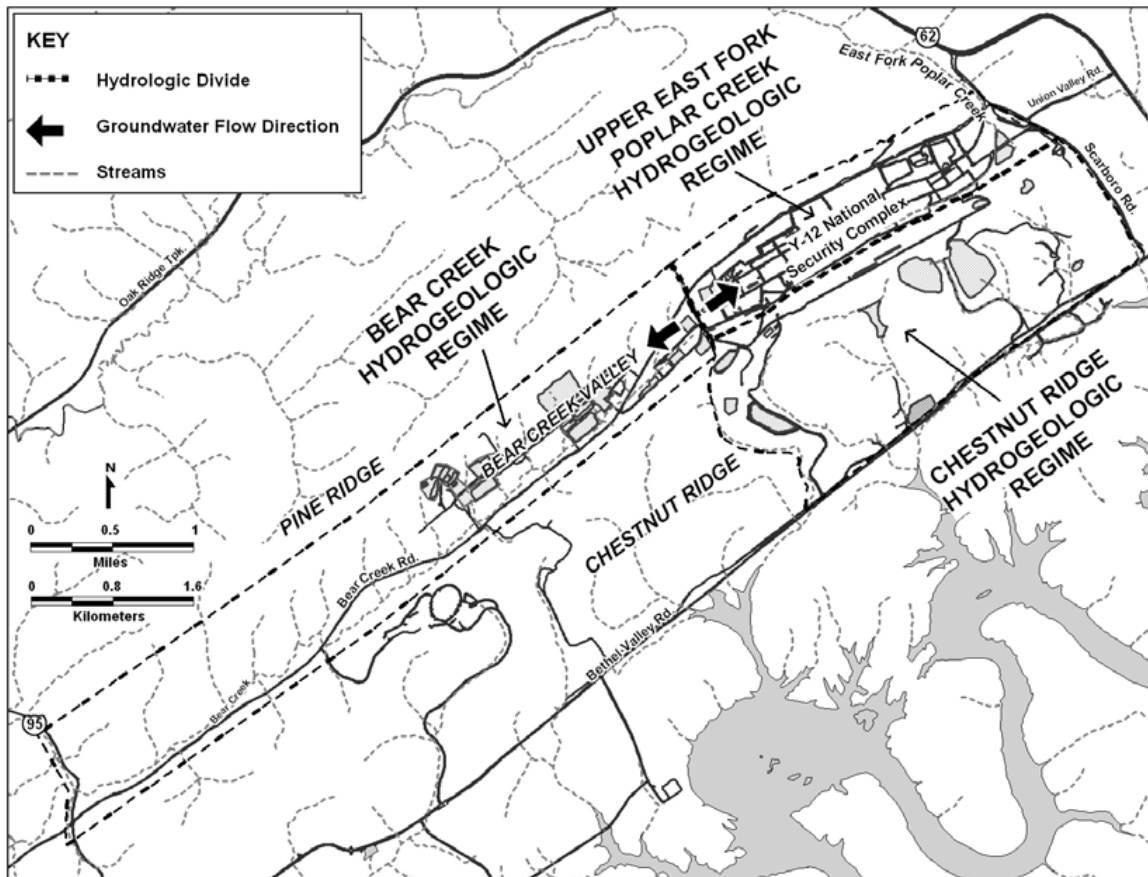 KEY
Hydrologic Divide
Groundwater Flow Direction
Streams
62
East Fork Poplar Creek
Union Valley Rd.
Scarboro Rd.
UPPER EAST FORK
POPLAR CREEK
HYDROGEOLOGIC
REGIME
Y-12 National
Security Complex
Oak Ridge Tpk.
BEAR CREEK
HYDROGEOLOGIC
REGIME
BEAR CREEK VALLEY
PINE RIDGE
CHESTNUT RIDGE
CHESTNUT RIDGE
HYDROGEOLOGIC
REGIME
N
0 0.5 1
Miles
0 0.8 1.6
Kilometers
Bear Creek Rd.
Bethel Valley Rd.
Bear Creek
95